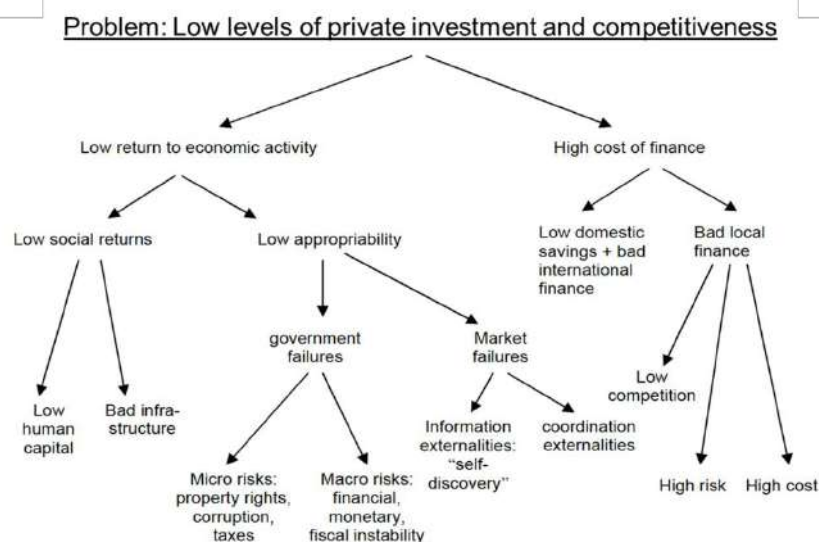 Problem: Low levels of private investment and competitiveness
Low return to economic activity
High cost of finance
Low social returns
Low appropriability
Low domestic
savings + bad
international
finance
Bad local
finance
government
failures
Market
failures
Low
human
capital
Bad infra-
structure
Low
competition
Information
externalities:
"self-
discovery"
coordination
externalities
Micro risks:
property rights,
corruption,
taxes
Macro risks:
financial,
monetary,
fiscal instability
High risk
High cost